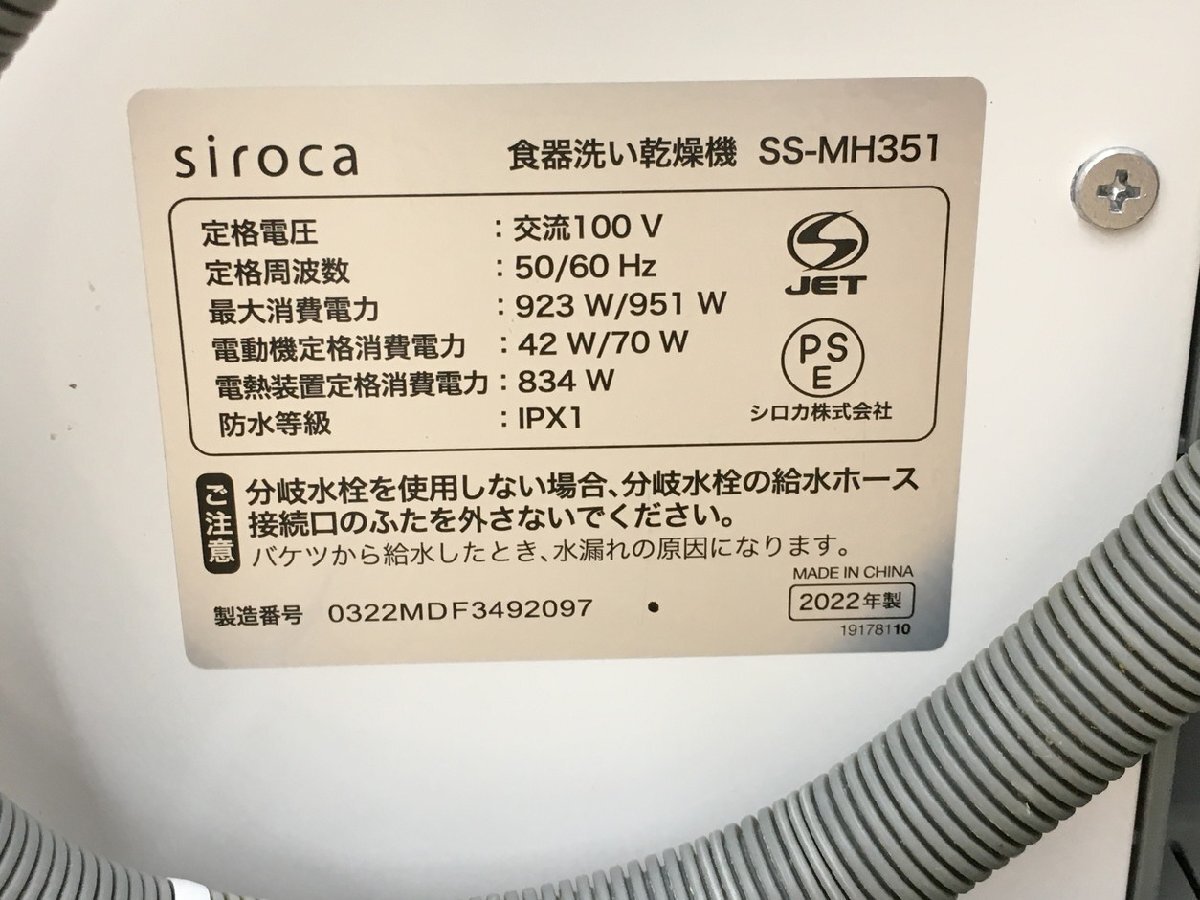 siroca 食器洗い乾燥機 SS-MH351
定格電圧 : 交流100 V
定格周波数 : 50/60 Hz
最大消費電力 : 923 W/951 W
電動機定格消費電力 : 42 W/70 W
電熱装置定格消費電力 : 834 W
防水等級 : IPX1
JET
PS
E
シロカ株式会社
ご注意
分岐水栓を使用しない場合、分岐水栓の給水ホース
接続口のふたを外さないでください。
バケツから給水したとき、水漏れの原因になります。
製造番号 0322MDF3492097 •
MADE IN CHINA
2022年製
19178110